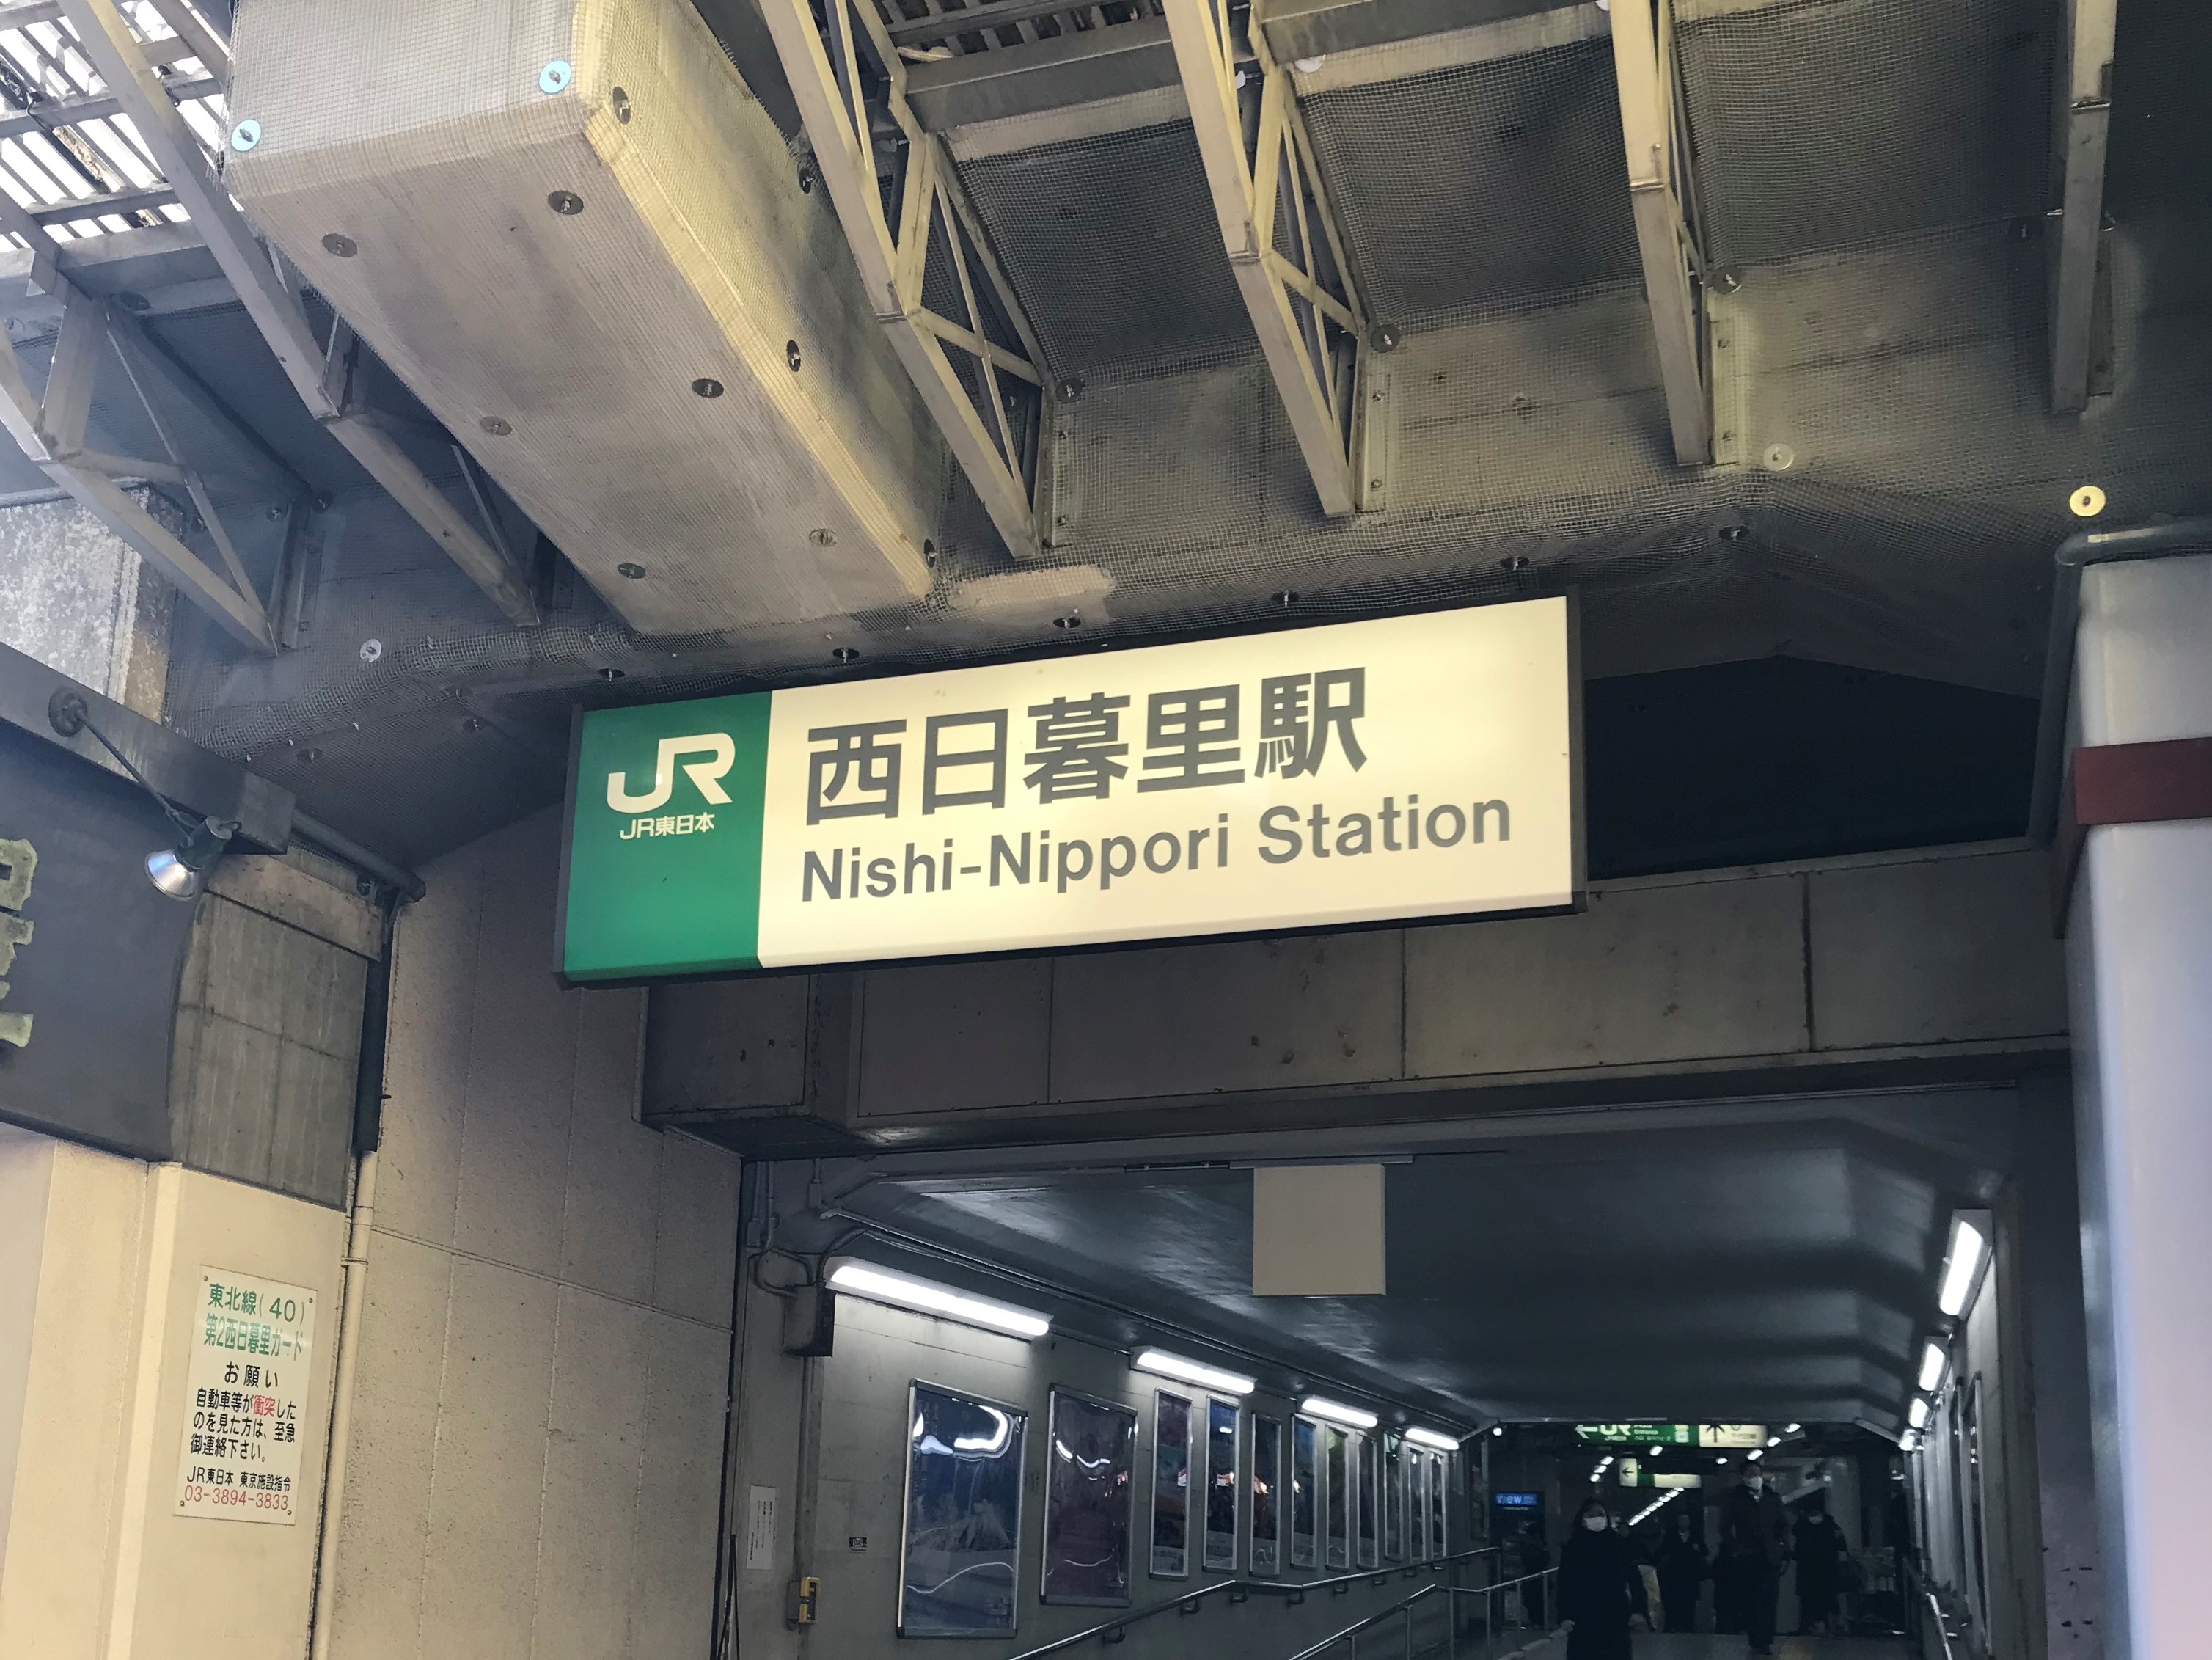 JR
JR東日本
西日暮里駅
Nishi-Nippori Station
東北線(40)
第2西日暮里ガード
お願い
自動車等が衝突した
のを見た方は、至急
御連絡下さい。
JR東日本 東京施設指令
03-3894-3833
JR
Entrance
View